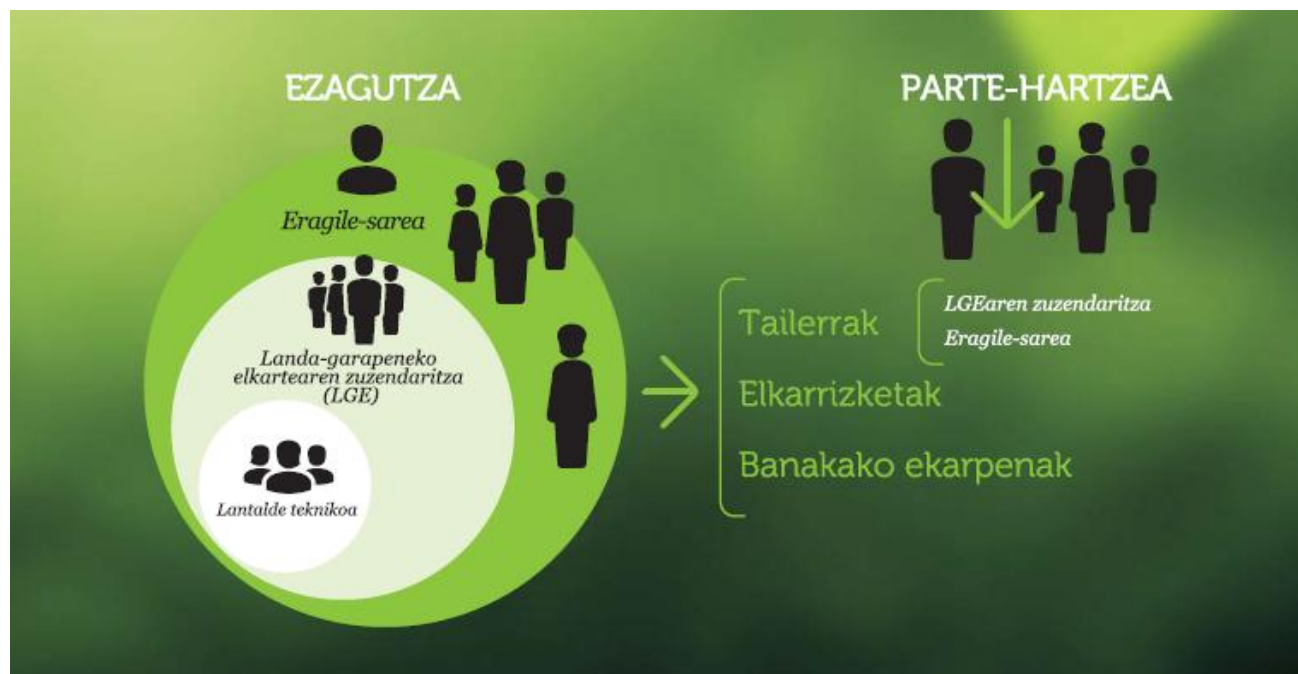 EZAGUTZA
Eragile-sarea
Landa-garapeneko
elkartearen zuzendaritza
(LGE)
Lantalde teknikoa
PARTE-HARTZEA
Tailerrak
LGEaren zuzendaritza
Eragile-sarea
Elkarrizketak
Banakako ekarpenak